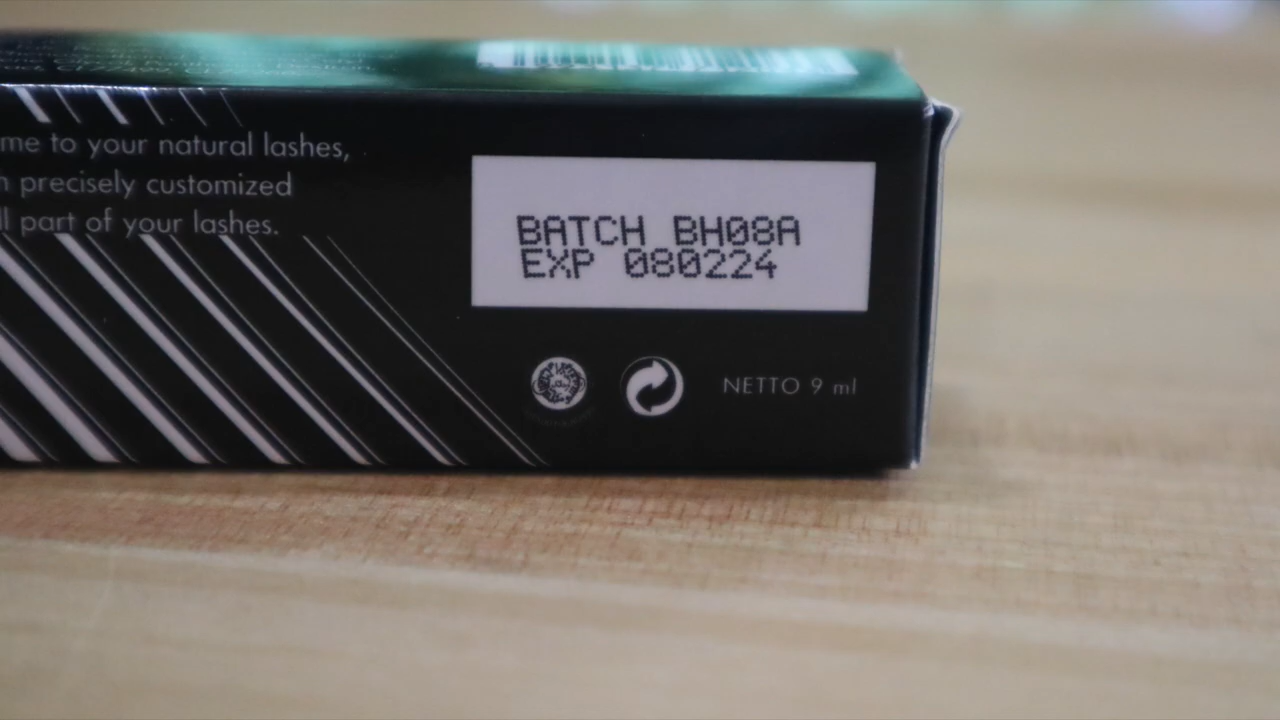 me to your natural lashes,
precisely customized
part of your lashes.
BATCH BH08A
EXP 080224
NETTO 9 ml